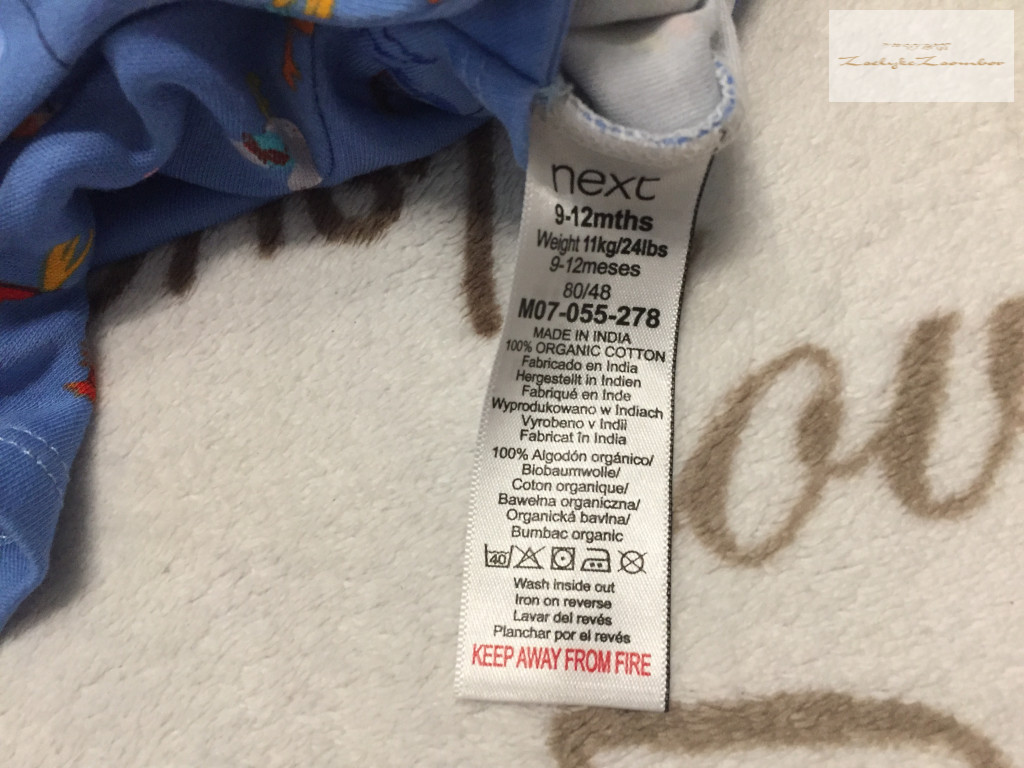 next
9-12mths
Weight 11kg/24lbs
9-12meses
80/48
M07-055-278
MADE IN INDIA
100% ORGANIC COTTON
Fabricado en India
Hergestellt in Indien
Fabriqué en Inde
Wyprodukowano w Indiach
Vyrobeno v Indii
Fabricat în India
100% Algodón orgánico/
Biobaumwolle/
Coton organique/
Bawełna organiczna/
Organická bavlna/
Bumbac organic
40
Wash inside out
Iron on reverse
Lavar del revés
Planchar por el revés
KEEP AWAY FROM FIRE